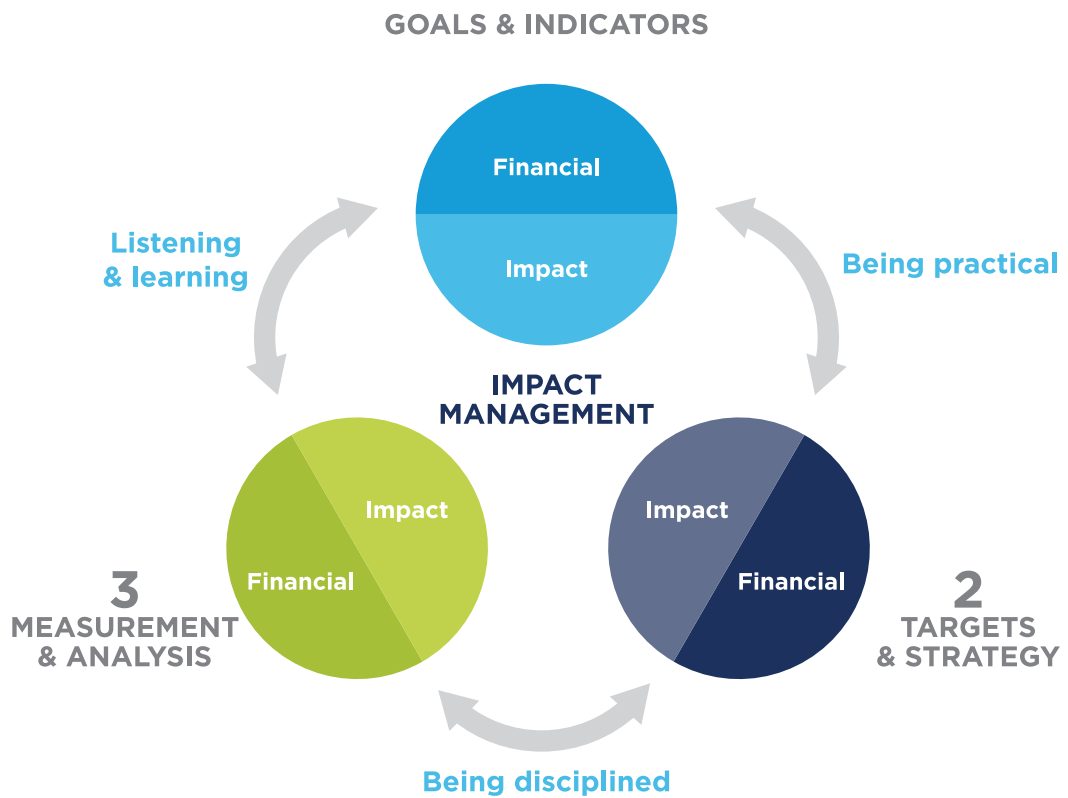 GOALS & INDICATORS
Financial
Impact
Listening
& learning
Being practical
IMPACT
MANAGEMENT
Impact
Financial
Impact
Financial
3
MEASUREMENT
& ANALYSIS
2
TARGETS
& STRATEGY
Being disciplined